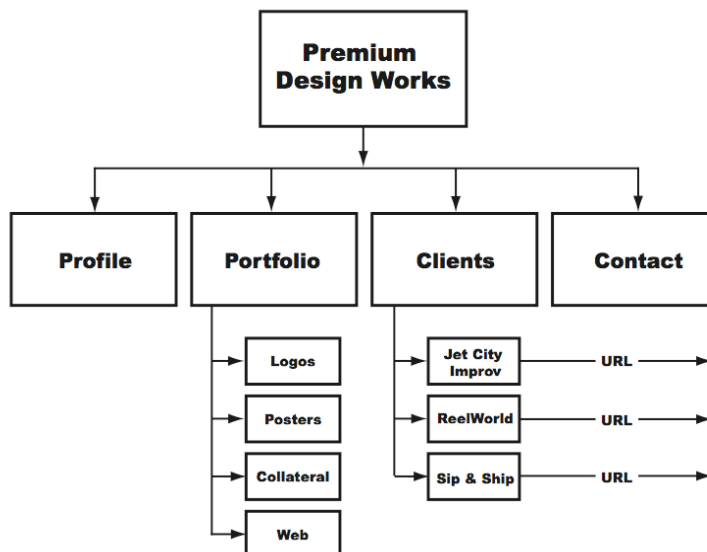 Premium
Design Works
Profile
Portfolio
Clients
Contact
Logos
Jet City
Improv
URL
Posters
ReelWorld
URL
Collateral
Sip & Ship
URL
Web